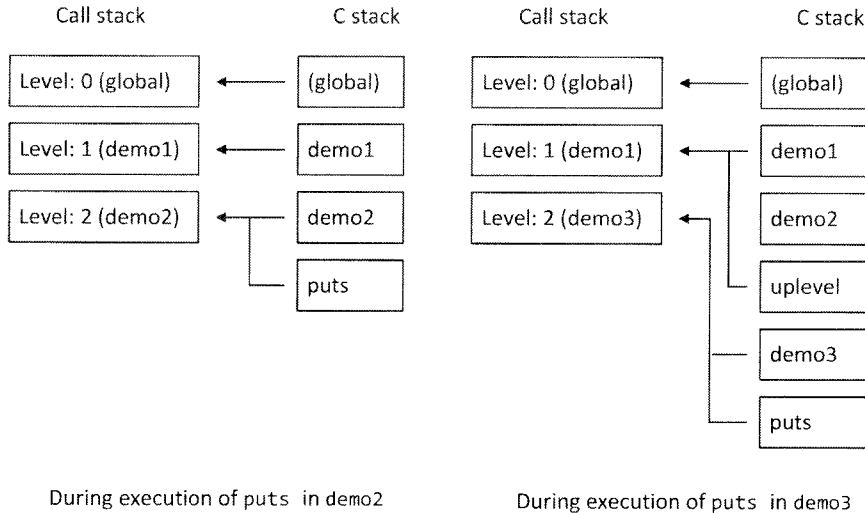 Call stack
C stack
Level: 0 (global)
(global)
Level: 1 (demo1)
demo1
Level: 2 (demo2)
demo2
puts
During execution of puts in demo2
Call stack
C stack
Level: 0 (global)
(global)
Level: 1 (demo1)
demo1
Level: 2 (demo3)
demo2
uplevel
demo3
puts
During execution of puts in demo3